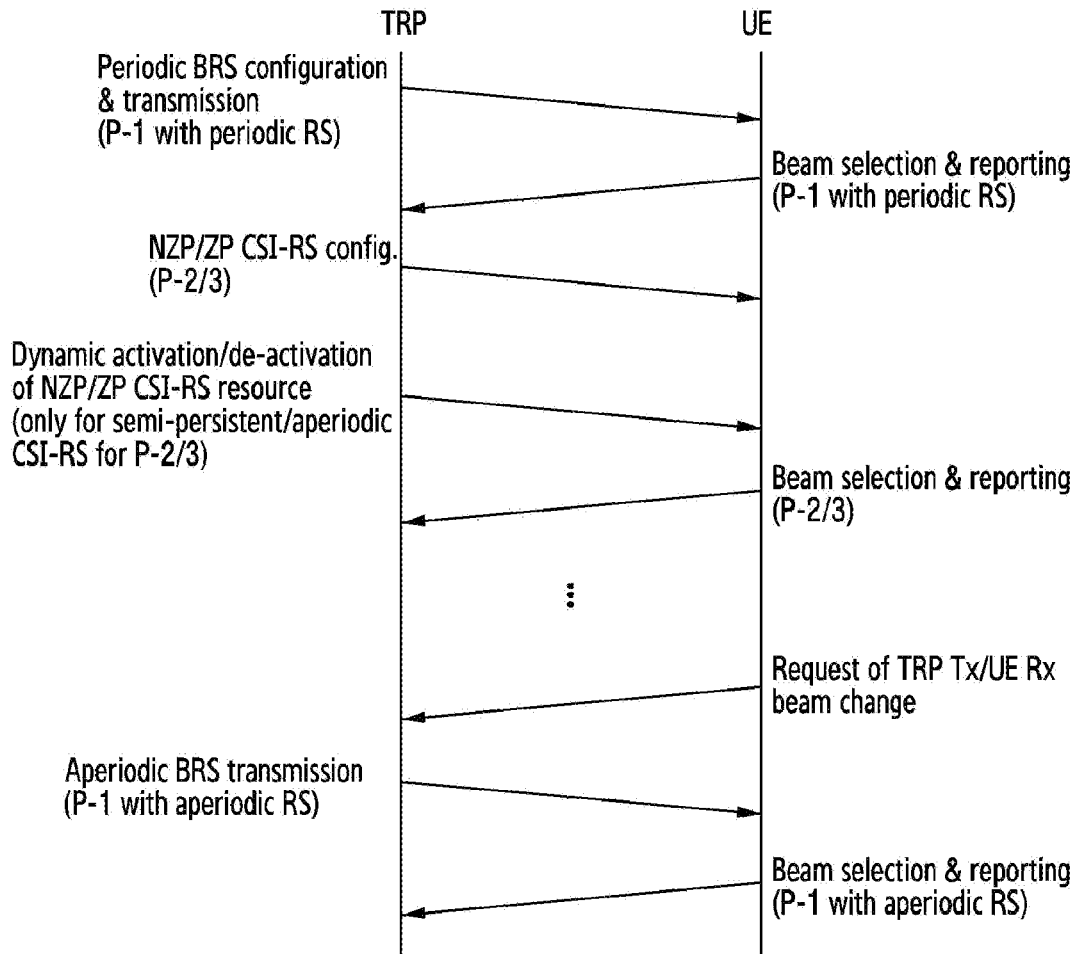 TRP
UE
Periodic BRS configuration
& transmission
(P-1 with periodic RS)
Beam selection & reporting
(P-1 with periodic RS)
NZP/ZP CSI-RS config.
(P-2/3)
Dynamic activation/de-activation
of NZP/ZP CSI-RS resource
(only for semi-persistent/aperiodic
CSI-RS for P-2/3)
Beam selection & reporting
(P-2/3)
Request of TRP Tx/UE Rx
beam change
Aperiodic BRS transmission
(P-1 with aperiodic RS)
Beam selection & reporting
(P-1 with aperiodic RS)